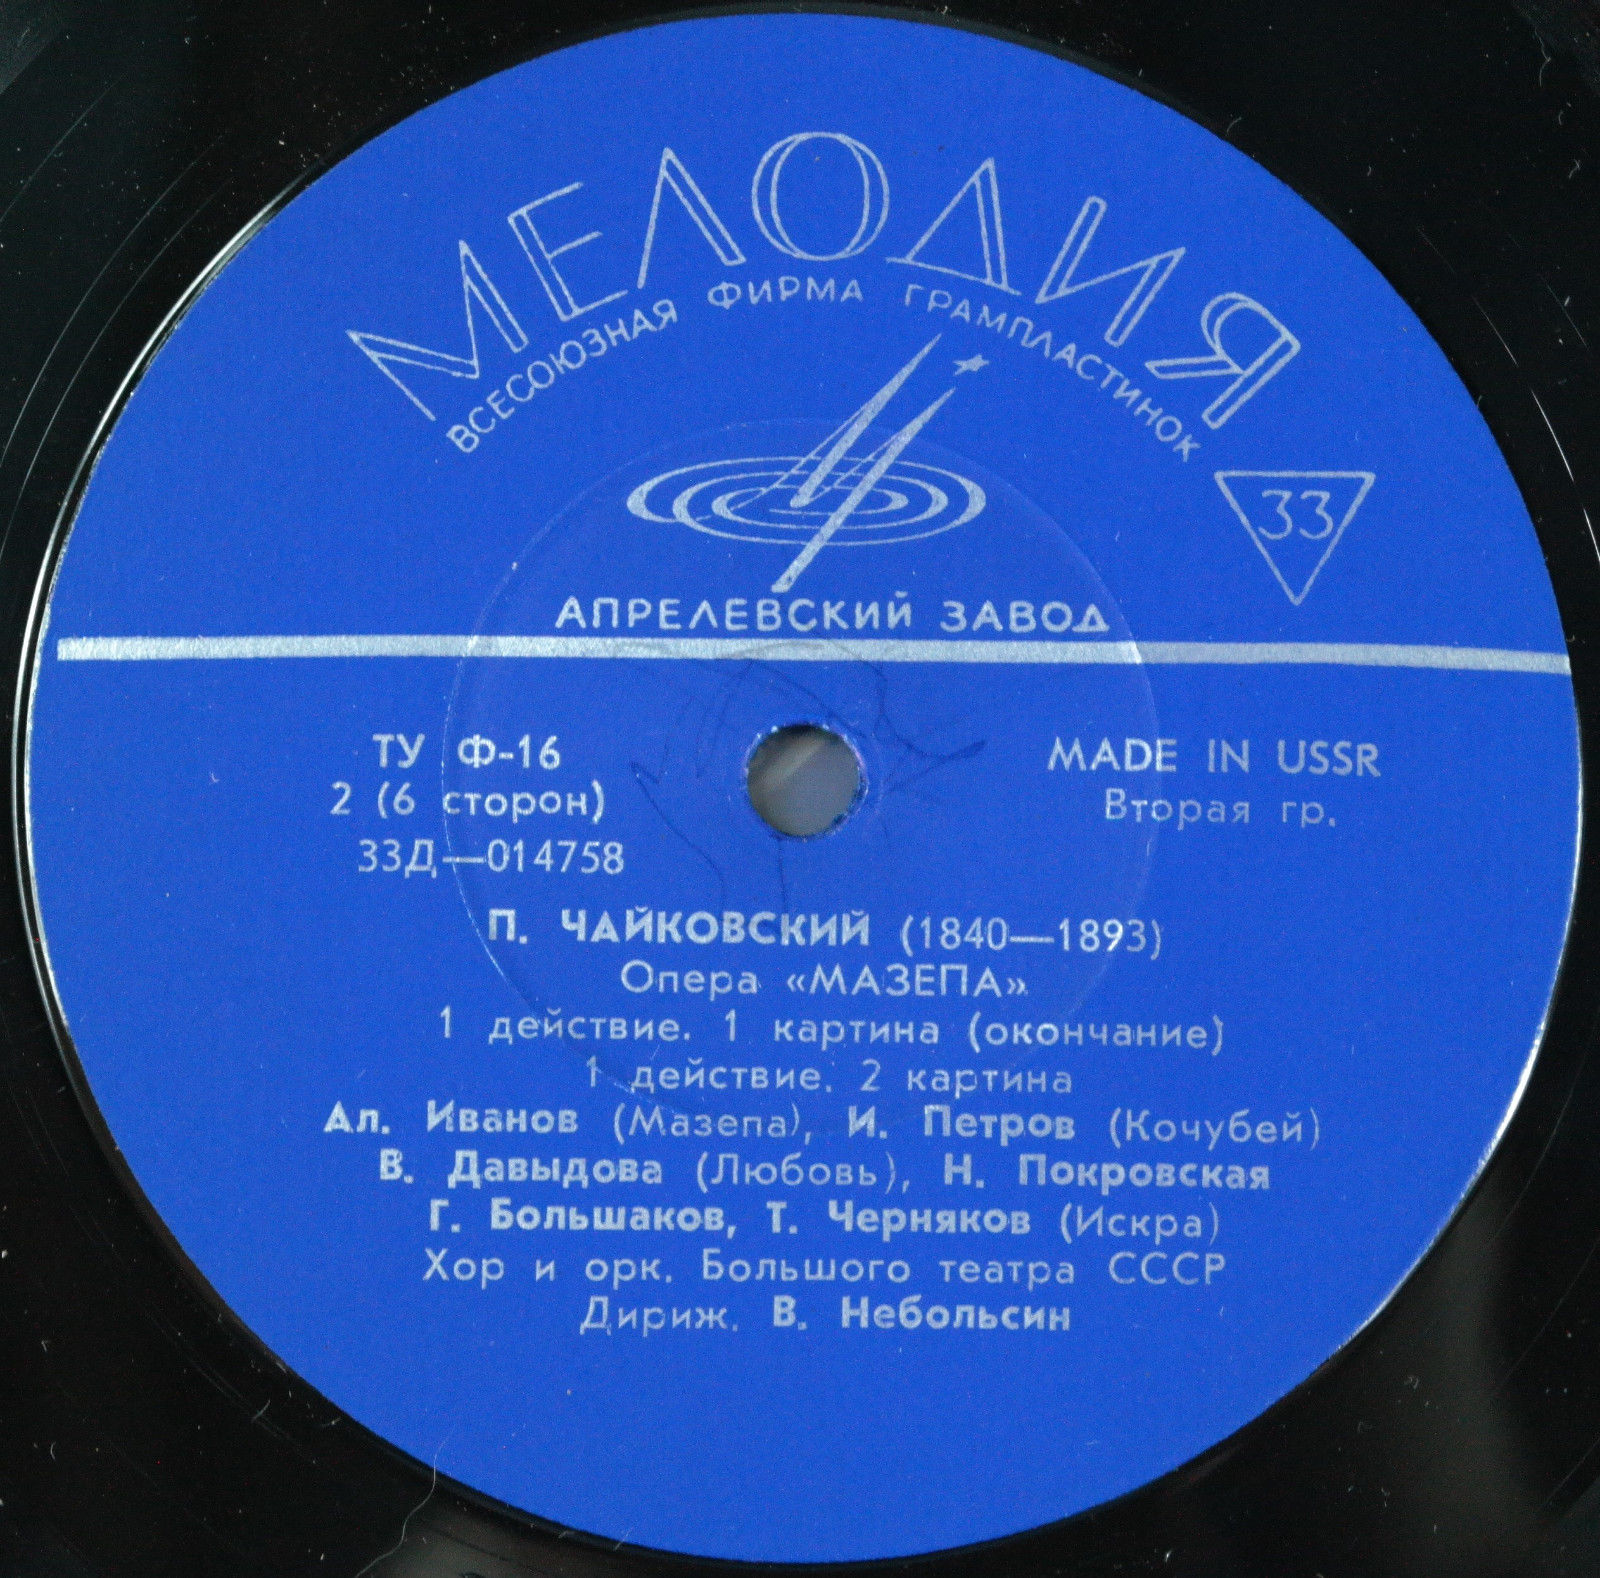 МЕЛОДИЯ
ВСЕСОЮЗНАЯ ФИРМА ГРАМПЛАСТИНОК
33
АПРЕЛЕВСКИЙ ЗАВОД
ТУ Ф-16
MADE IN USSR
2 (6 сторон)
Вторая гр.
33Д—014758
П. ЧАЙКОВСКИЙ (1840—1893)
Опера «МАЗЕПА»
1 действие. 1 картина (окончание)
1 действие. 2 картина
Ал. Иванов (Мазепа), И. Петров (Кочубей)
В. Давыдова (Любовь), Н. Покровская
Г. Большаков, Т. Черняков (Искра)
Хор и орк. Большого театра СССР
Дириж. В. Небольсин